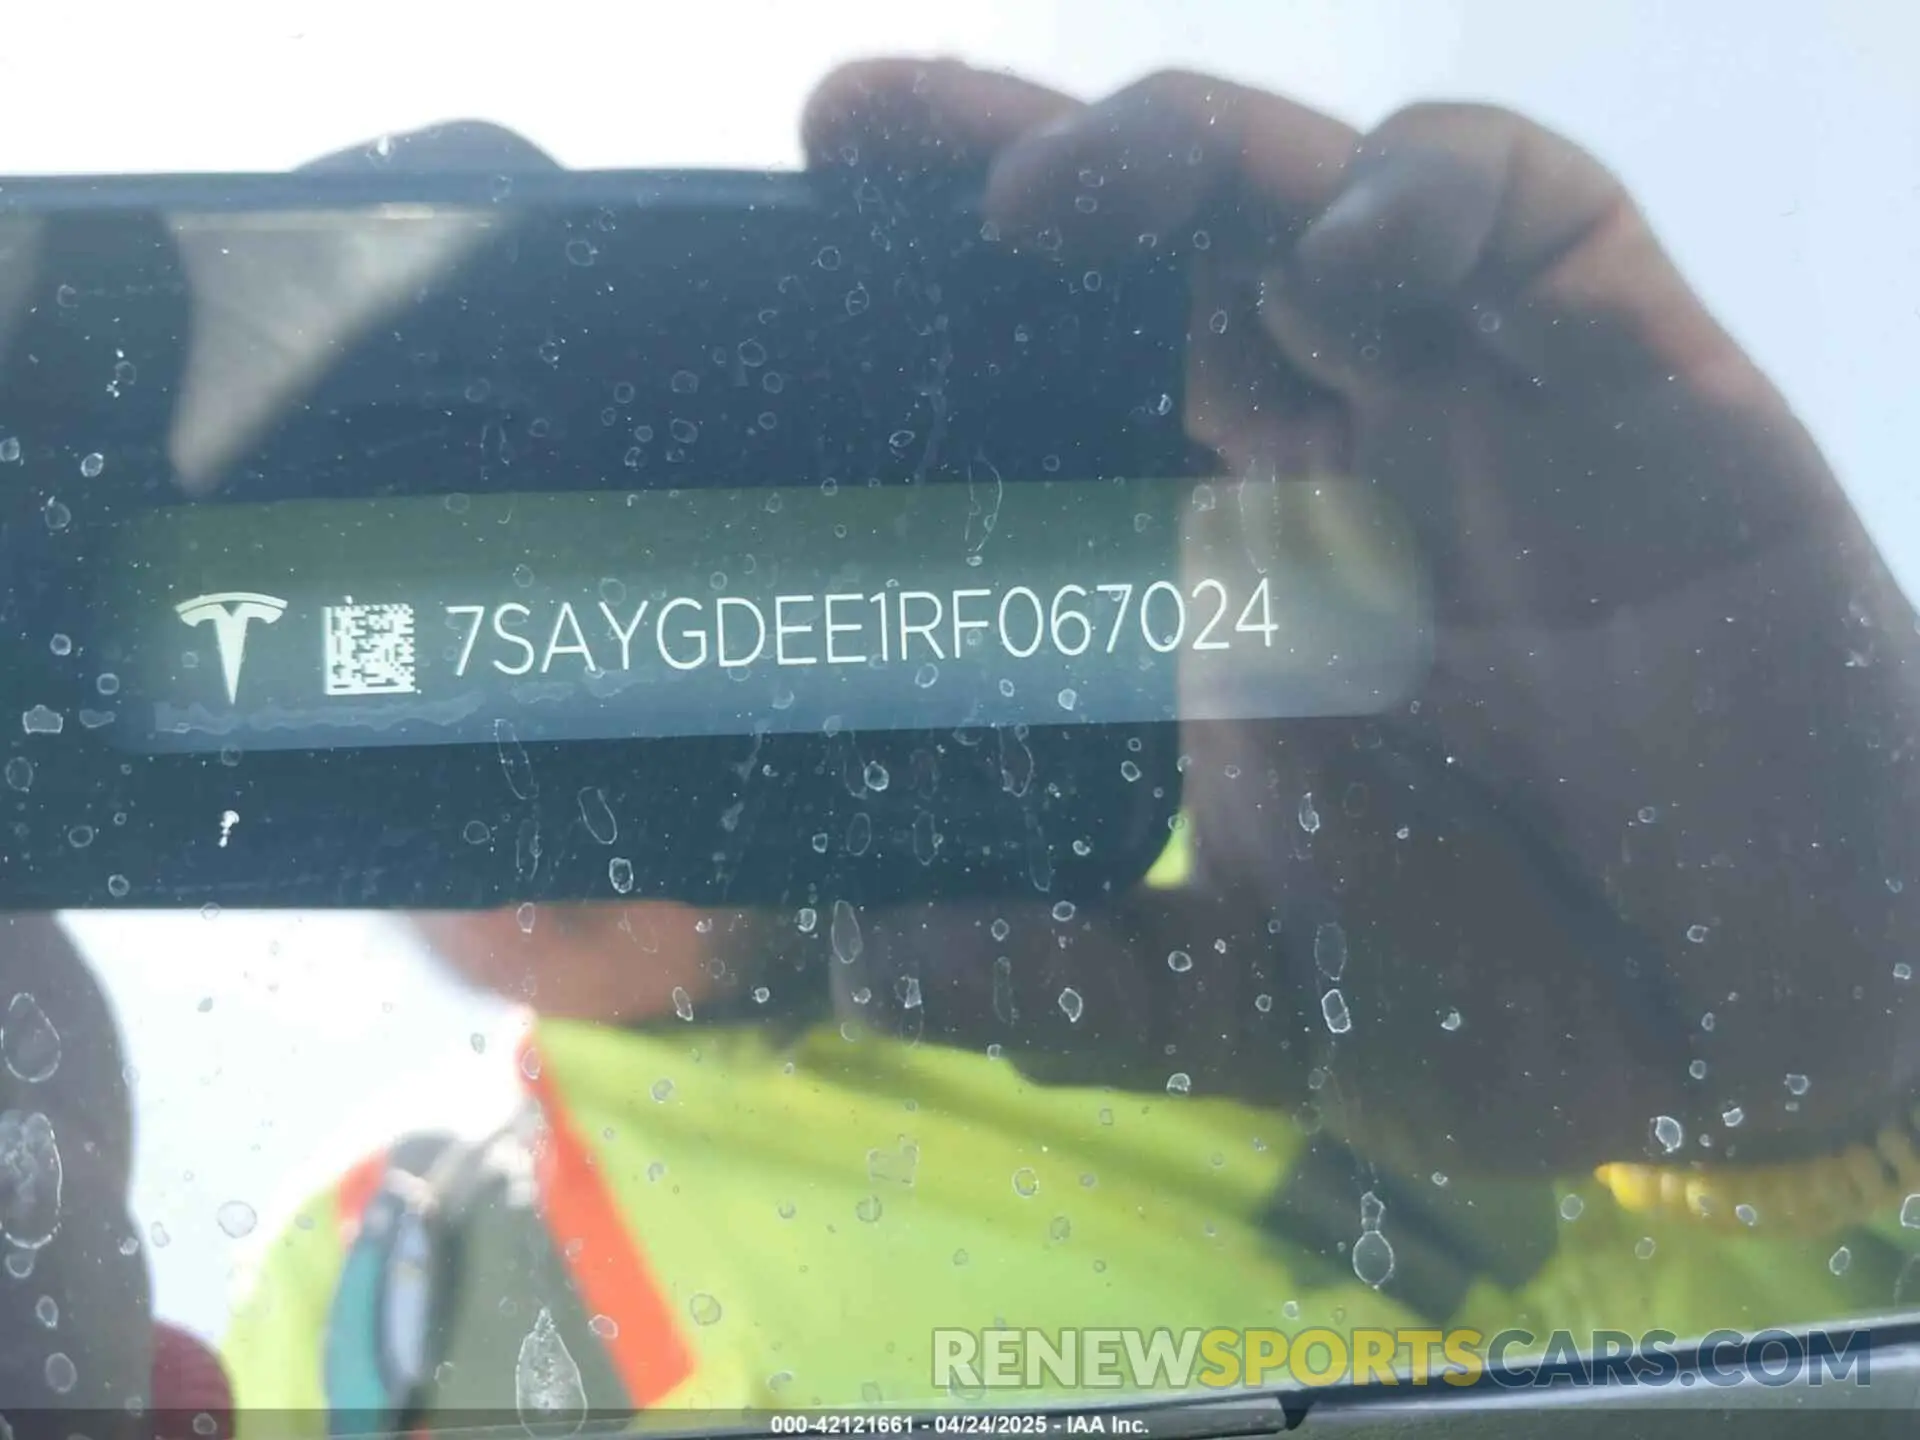 7SAYGDEE1RF067024
RENEWSPORTSCARS.COM
000-42121661 - 04/24/2025 - IAA Inc.